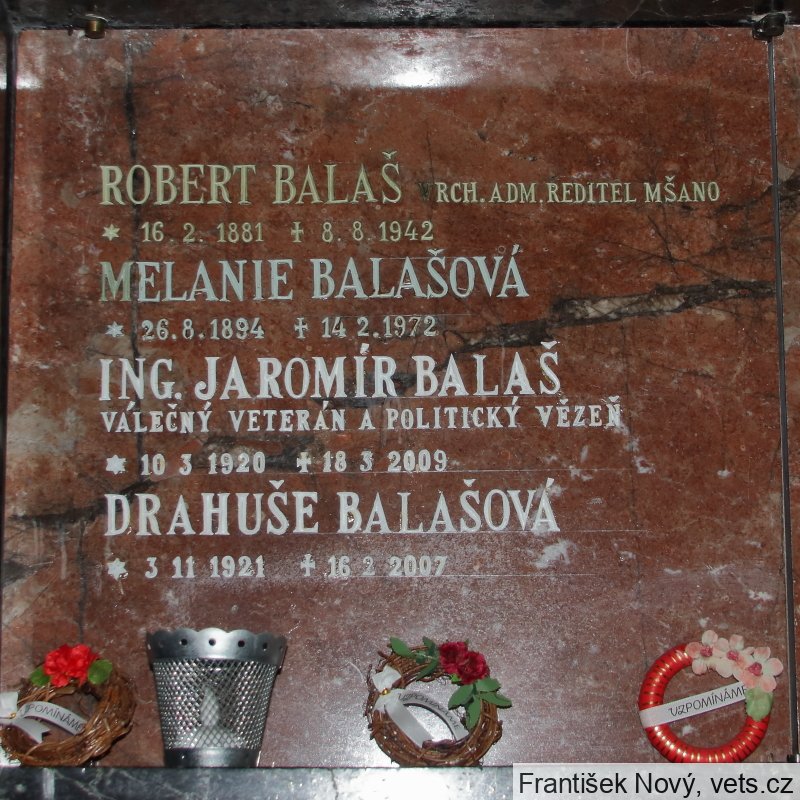 ROBERT BALAŠ VRCH. ADM. REDITEL MŠANO
* 16. 2. 1881 + 8. 8. 1942
MELANIE BALAŠOVÁ
* 26. 8. 1894 + 14 2. 1972
ING. JAROMÍR BALAŠ
VÁLEČNÝ VETERÁN A POLITICKÝ VĚZEŇ
* 10 3 1920 + 18 3 2009
DRAHUŠE BALAŠOVÁ
* 3 11 1921 + 16 2 2007
VZPOMÍNÁME
František Nový, vets.cz